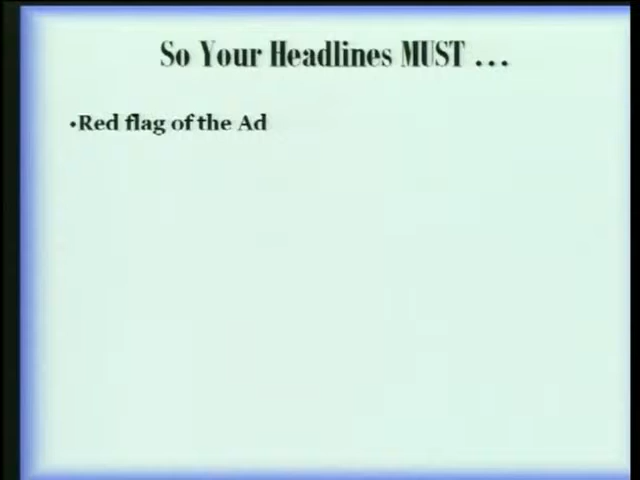 So Your Headlines MUST ...
•Red flag of the Ad